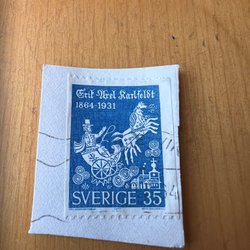 Erik Axel Karlfeldt
1864-1931
SVERIGE 35